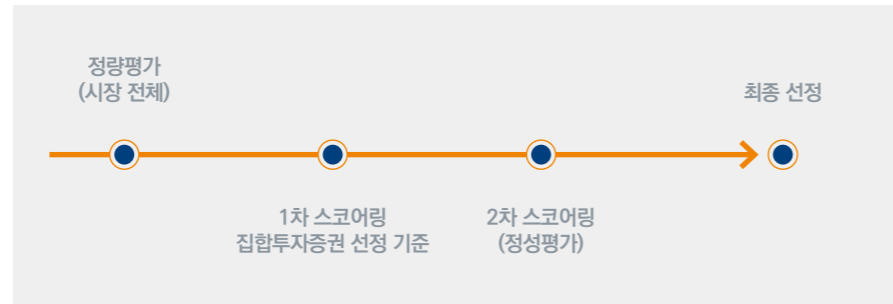 정량평가
(시장 전체)
1차 스코어링
집합투자증권 선정 기준
2차 스코어링
(정성평가)
최종 선정